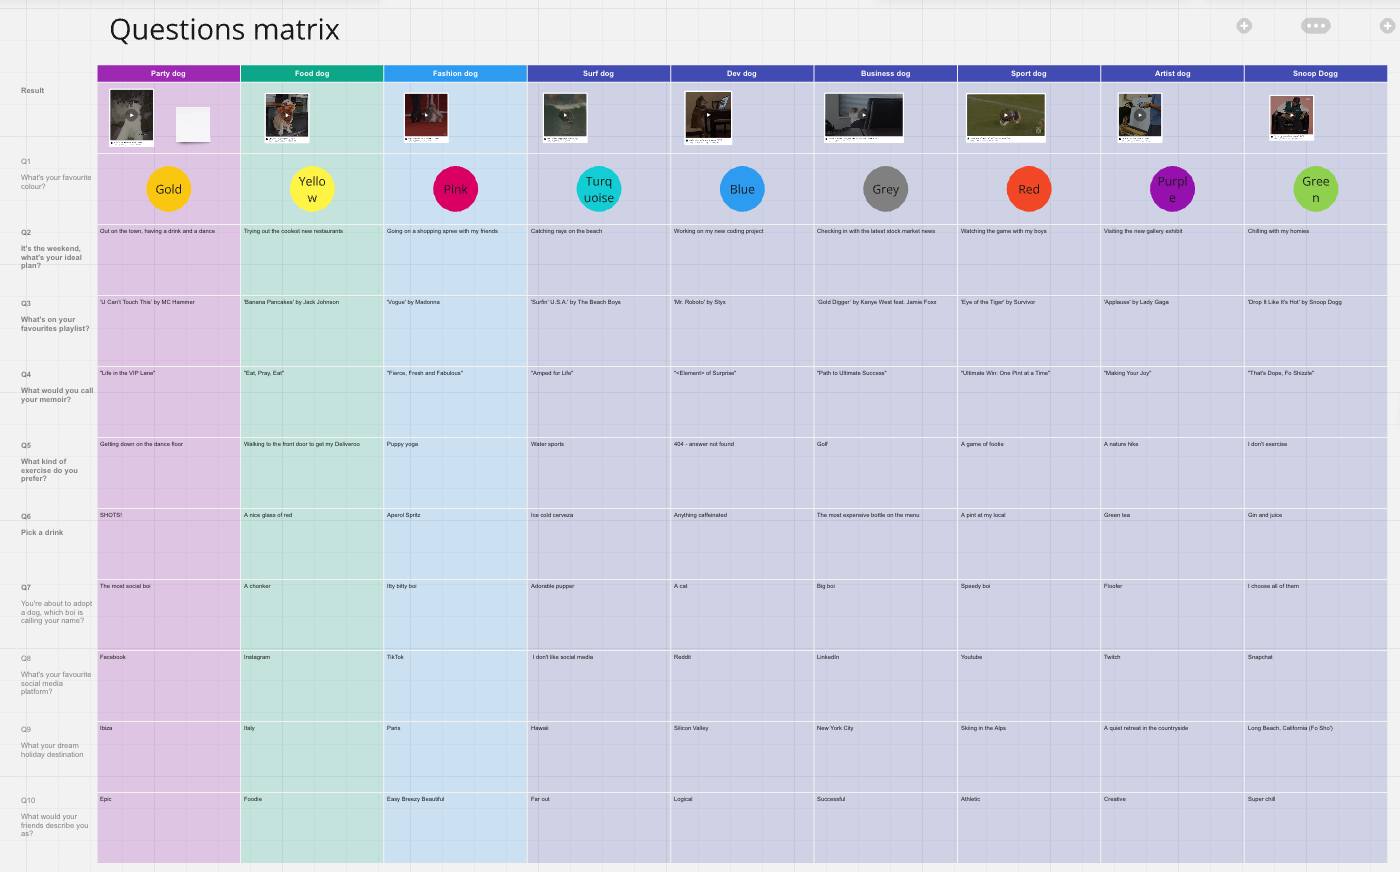 Questions matrix
Party dog
Food dog
Fashion dog
Surf dog
Dev dog
Business dog
Sport dog
Artist dog
Snoop Dogg
Result
Q1
What's your favourite
colour?
Gold
Yello
w
Pink
Turq
uoise
Blue
Grey
Red
Purpl
e
Gree
n
Q2
It's the weekend,
what's your ideal
plan?
Out on the town, having a drink and a dance
Trying out the coolest new restaurants
Going on a shopping spree with my friends
Catching rays on the beach
Working on my new coding project
Checking in with the latest stock market news
Watching the game with my boys
Visiting the new gallery exhibit
Chilling with my homies
Q3
What's on your
favourites playlist?
'U Can't Touch This' by MC Hammer
'Banana Pancakes' by Jack Johnson
'Vogue' by Madonna
'Surfin' U.S.A.' by The Beach Boys
'Mr. Roboto' by Styx
'Gold Digger' by Kanye West feat. Jamie Foxx
'Eye of the Tiger' by Survivor
'Applause' by Lady Gaga
'Drop It Like It's Hot' by Snoop Dogg
Q4
What would you call
your memoir?
"Life in the VIP Lane"
"Eat, Pray, Eat"
"Fierce, Fresh and Fabulous"
"Amped for Life"
"<Element> of Surprise"
"Path to Ultimate Success"
"Ultimate Win: One Pint at a Time"
"Making Your Joy"
"That's Dope, Fo Shizzle"
Q5
What kind of
exercise do you
prefer?
Getting down on the dance floor
Walking to the front door to get my Deliveroo
Puppy yoga
Water sports
404 - answer not found
Golf
A game of footie
A nature hike
I don't exercise
Q6
Pick a drink
SHOTS!
A nice glass of red
Aperol Spritz
Ice cold cerveza
Anything caffeinated
The most expensive bottle on the menu
A pint at my local
Green tea
Gin and juice
Q7
You're about to adopt
a dog, which boi is
calling your name?
The most social boi
A chonker
Itty bitty boi
Adorable pupper
A cat
Big boi
Speedy boi
Floofer
I choose all of them
Q8
What's your favourite
social media
platform?
Facebook
Instagram
TikTok
I don't like social media
Reddit
LinkedIn
Youtube
Twitch
Snapchat
Q9
What your dream
holiday destination
Ibiza
Italy
Paris
Hawaii
Silicon Valley
New York City
Skiing in the Alps
A quiet retreat in the countryside
Long Beach, California (Fo Sho')
Q10
What would your
friends describe you
as?
Epic
Foodie
Easy Breezy Beautiful
Far out
Logical
Successful
Athletic
Creative
Super chill